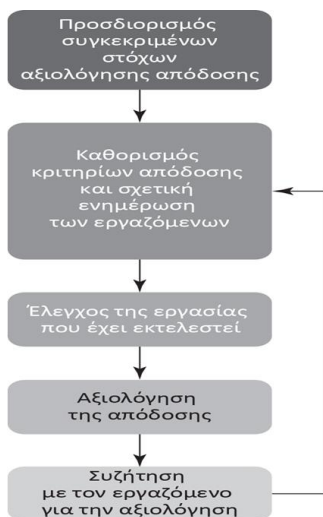 Προσδιορισμός
συγκεκριμένων
στόχων
αξιολόγησης απόδοσης
Καθορισμός
κριτηρίων απόδοσης
και σχετική
ενημέρωση
των εργαζόμενων
Έλεγχος της εργασίας
που έχει εκτελεστεί
Αξιολόγηση
της απόδοσης
Συζήτηση
με τον εργαζόμενο
για την αξιολόγηση